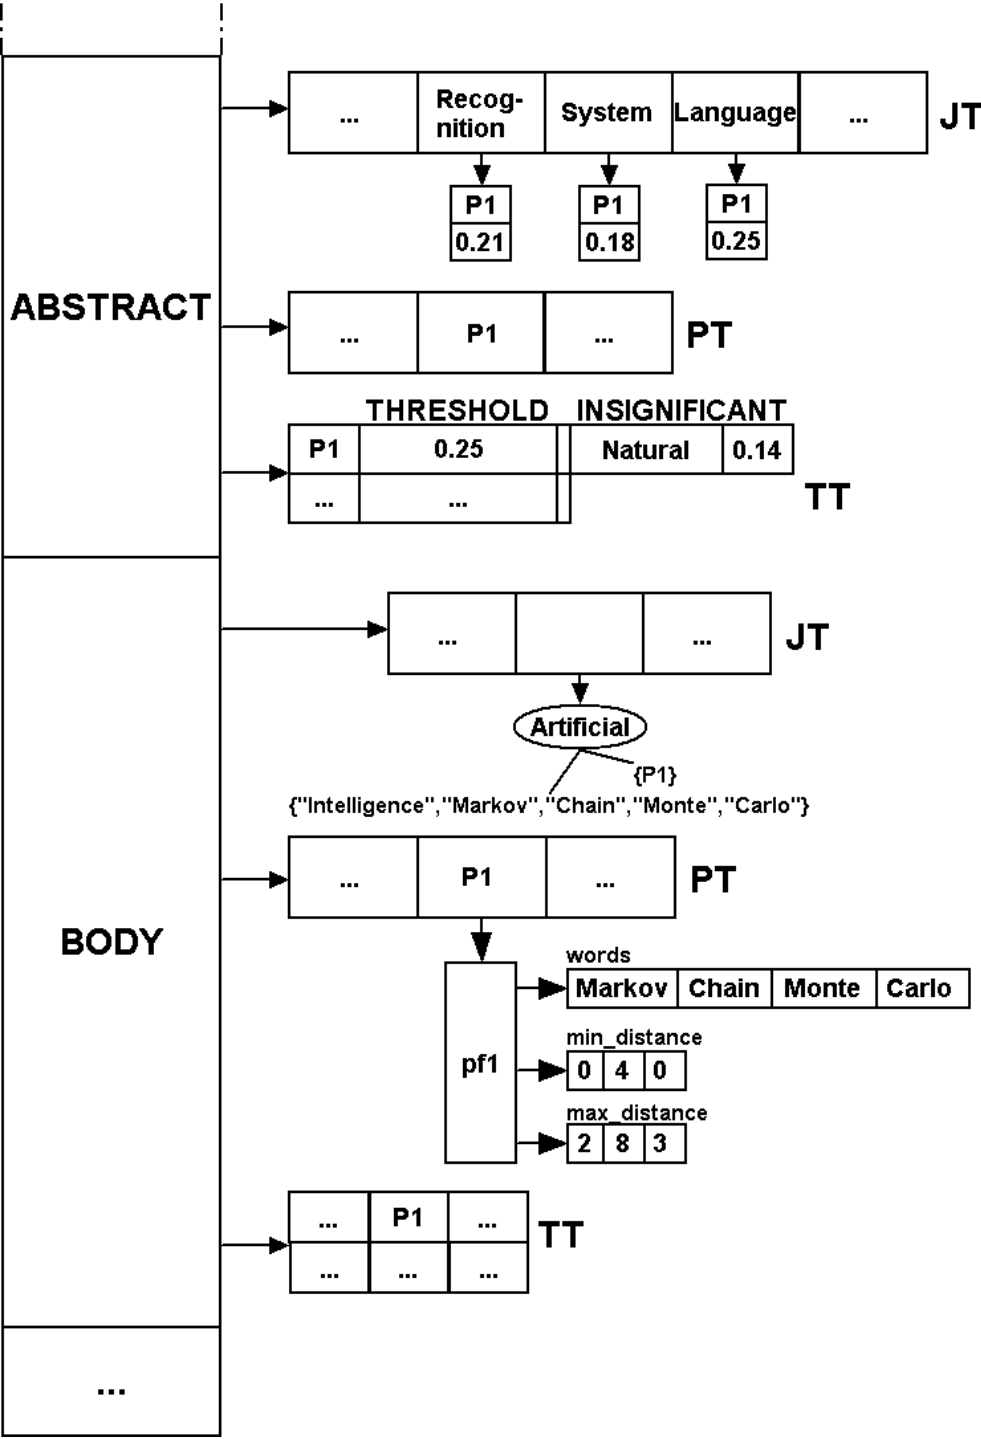 ... Recog-
nition System Language ... JT
P1 P1 P1
0.21 0.18 0.25
ABSTRACT
... P1 ... PT
THRESHOLD INSIGNIFICANT
P1 0.25 Natural 0.14
... ... TT
... ... JT
Artificial
{P1}
{"Intelligence","Markov","Chain","Monte","Carlo"}
... P1 ... PT
BODY
words
Markov Chain Monte Carlo
min_distance
pf1 0 4 0
max_distance
2 8 3
... P1 ... TT
... ... ...
...